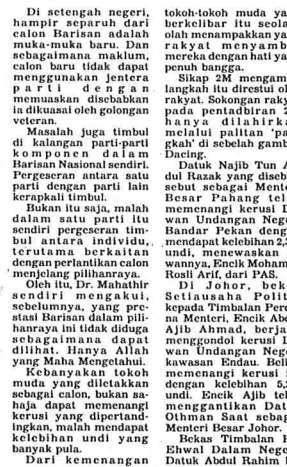 Di setengah negeri,
hampir separuh dari
calon Barisan adalah
muka-muka baru. Dan
sebagaimana maklum,
calon baru tidak dapat
menggunakan jentera
parti dengan
memuaskan disebabkan
ia dikuasai oleh golongan
veteran.
Masalah juga timbul
di kalangan parti-parti
komponen dalam
Barisan Nasional sendiri.
Pergeseran antara satu
parti dengan parti lain
kerapkali timbul.
Bukan itu saja, malah
dalam satu parti itu
sendiri pergeseran tim-
bul antara individu,
terutama berkaitan
dengan perlantikan calon
menjelang pilihanraya.
Oleh itu, Dr. Mahathir
sendiri mengakui,
sebelumnya, yang pre-
stasi Barisan dalam pili-
hanraya ini tidak diduga
sebagaimana dapat
dilihat. Hanya Allah
yang Maha Mengetahui.
Kebanyakan tokoh
muda yang diletakkan
sebagai calon, bukan sa-
haja dapat memenangi
kerusi yang dipertand-
ingkan, malah mendapat
kelebihan undi yang
banyak pula.
Dari kemenangan
tokoh-tokoh muda ya
berkelibar itu seola
olah menampakkan ya
rakyat menyamb
mereka dengan hati ya
penuh bangga.
Sikap 2M mengam
langkah itu direstui ol
rakyat. Sokongan raky
pada pentadbiran 2
hanya dilahirk
melalui palitan 'pa
gkah' di sebelah gamb
Dacing.
Datuk Najib Tun A
dul Razak yang diseb
sebut sebagai Mente
Besar Pahang tel
memenangi kerusi D
wan Undangan Nege
Bandar Pekan deng
mendapat kelebihan 2,3
undi, menewaskan
wannya, Encik Moham
Rosli Arif, dari PAS.
Di Johor, bek
Setiausaha Polit
kepada Timbalan Perd
na Menteri, Encik Abd
Ajib Ahmad, berja
menggondol kerusi D
wan Undangan Nege
kawasan Endau. Beli
memenangi kerusi
dengan kelebihan 5,2
undi. Encik Ajib tel
menggantikan Dat
Othman Saat sebag
Menteri Besar Johor.
Bekas Timbalan
Ehwal Dalam Nege
Datuk Abdul Rahim